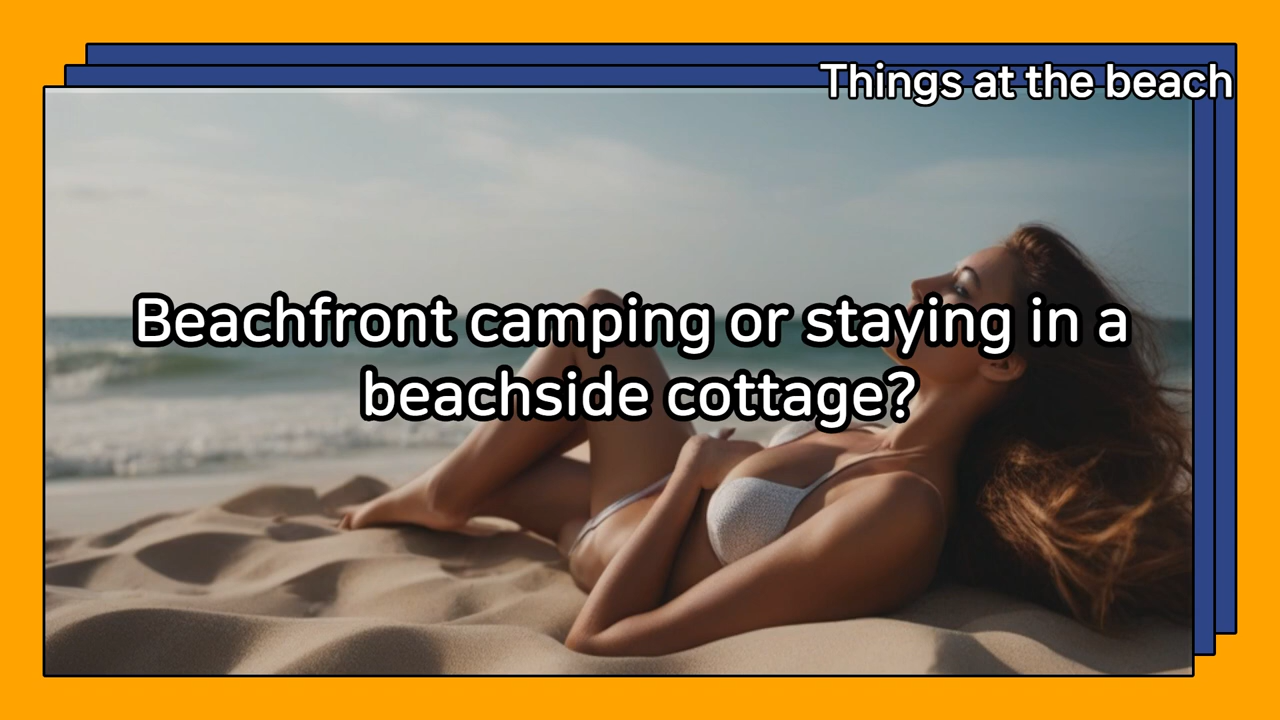 Things at the beach
Beachfront camping or staying in a
beachside cottage?